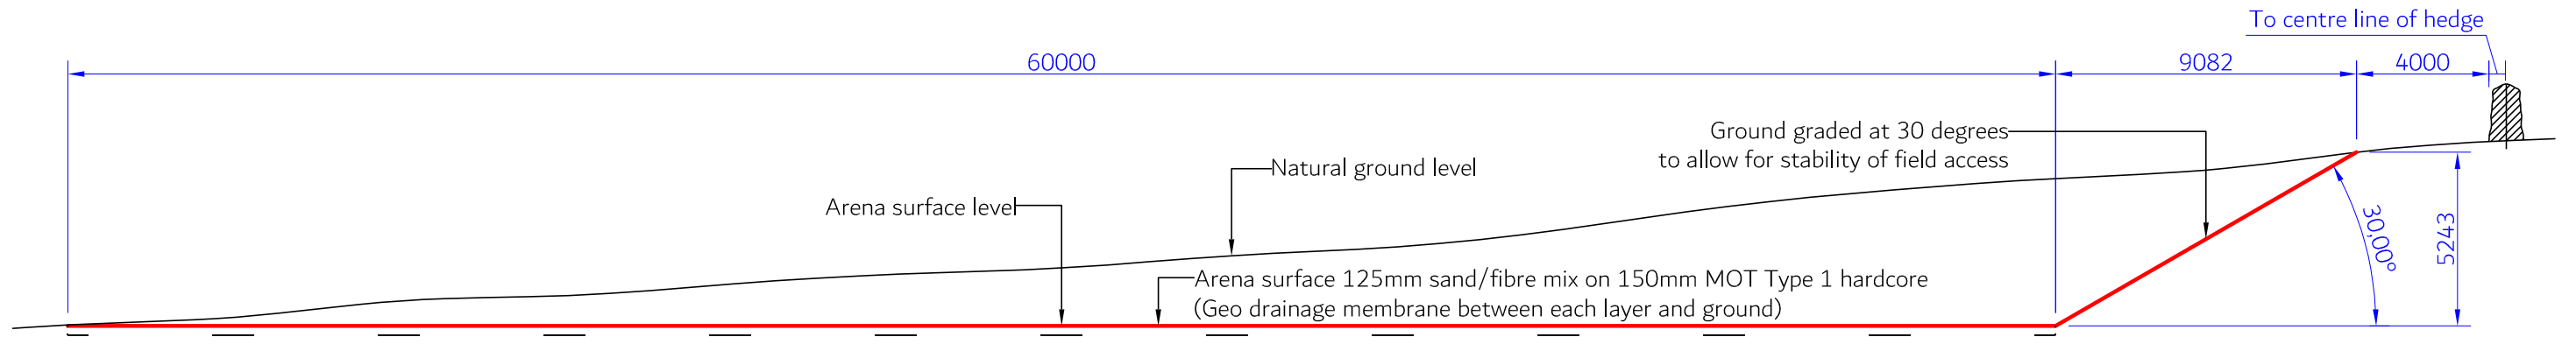 To centre line of hedge
60000
9082
4000
Ground graded at 30 degrees
to allow for stability of field access
Natural ground level
Arena surface level
30,00°
5243
Arena surface 125mm sand/fibre mix on 150mm MOT Type 1 hardcore
(Geo drainage membrane between each layer and ground)